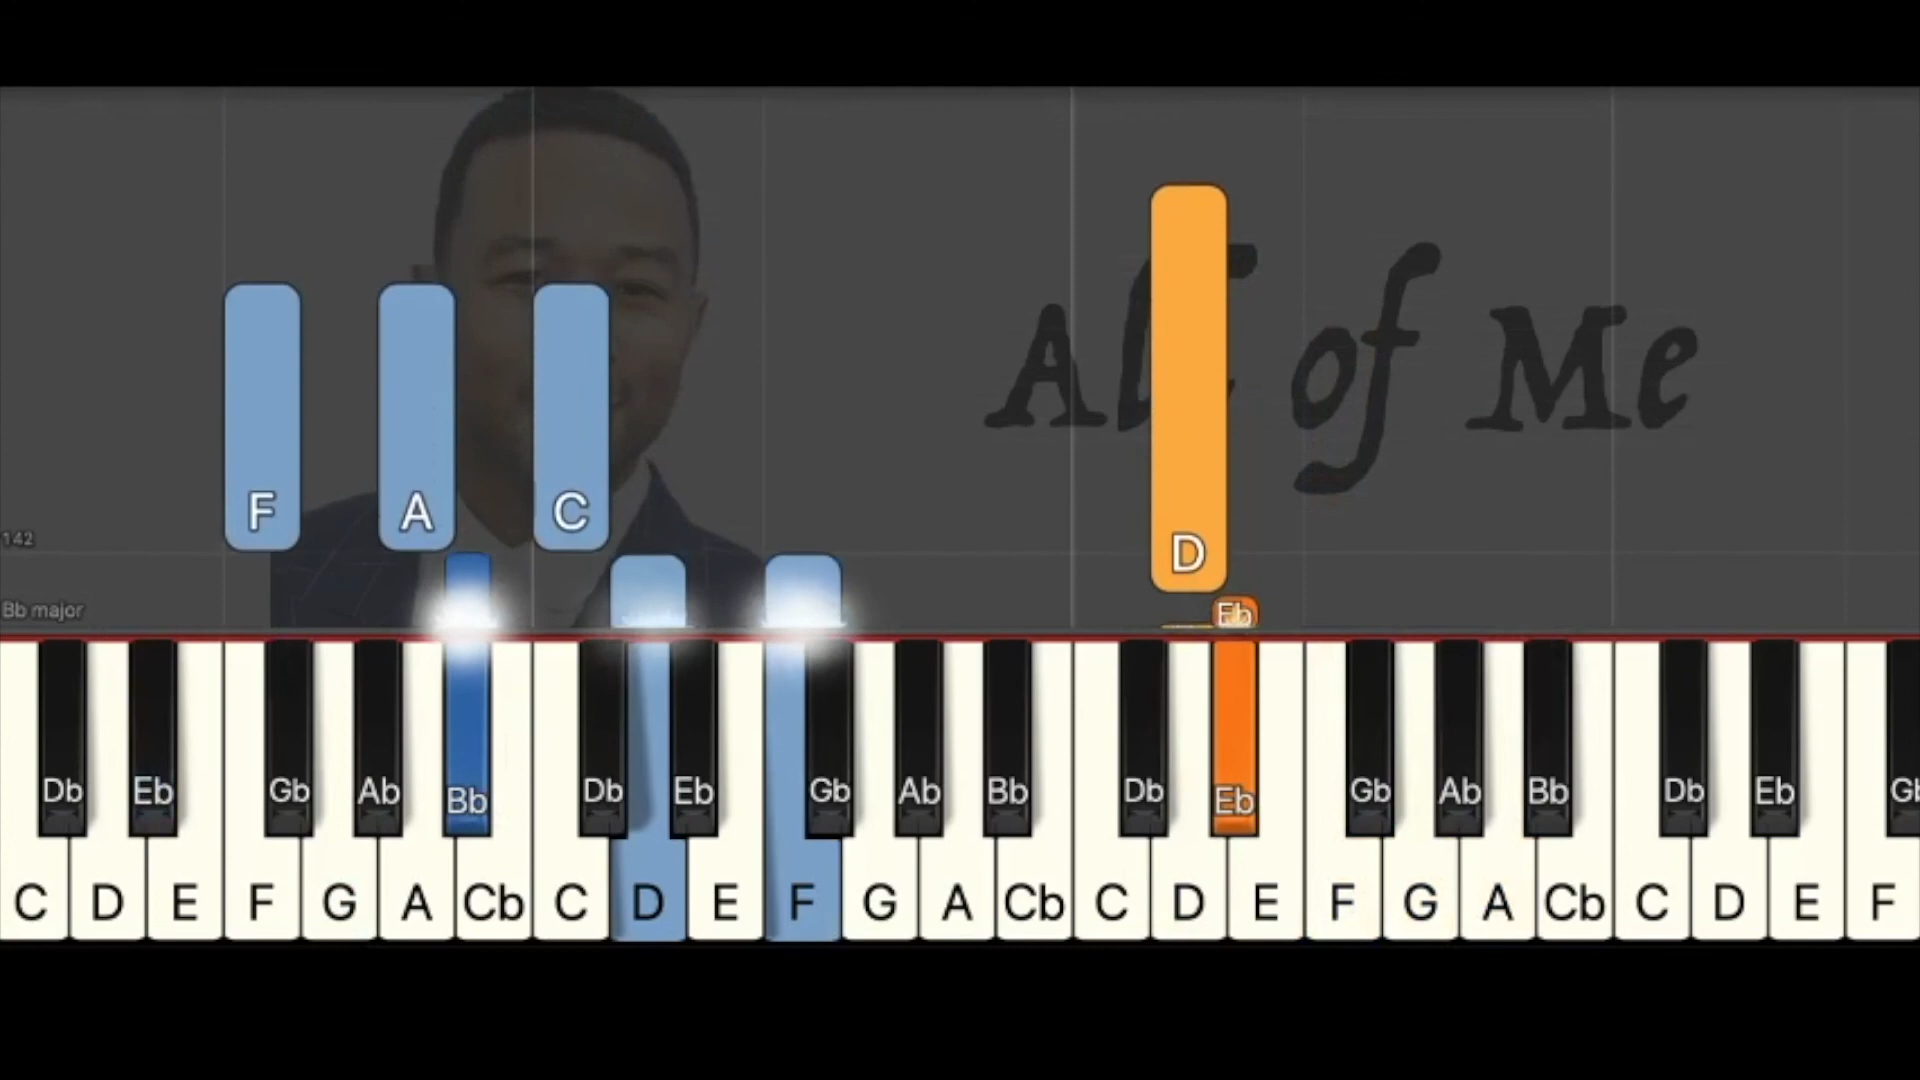 All of Me
F A C
D
142
Bb major
Eb
Db Eb Gb Ab Bb Db Eb Gb Ab Bb Db Eb Gb Ab Bb Db Eb
C D E F G A Cb C D E F G A Cb C D E F G A Cb C D E F